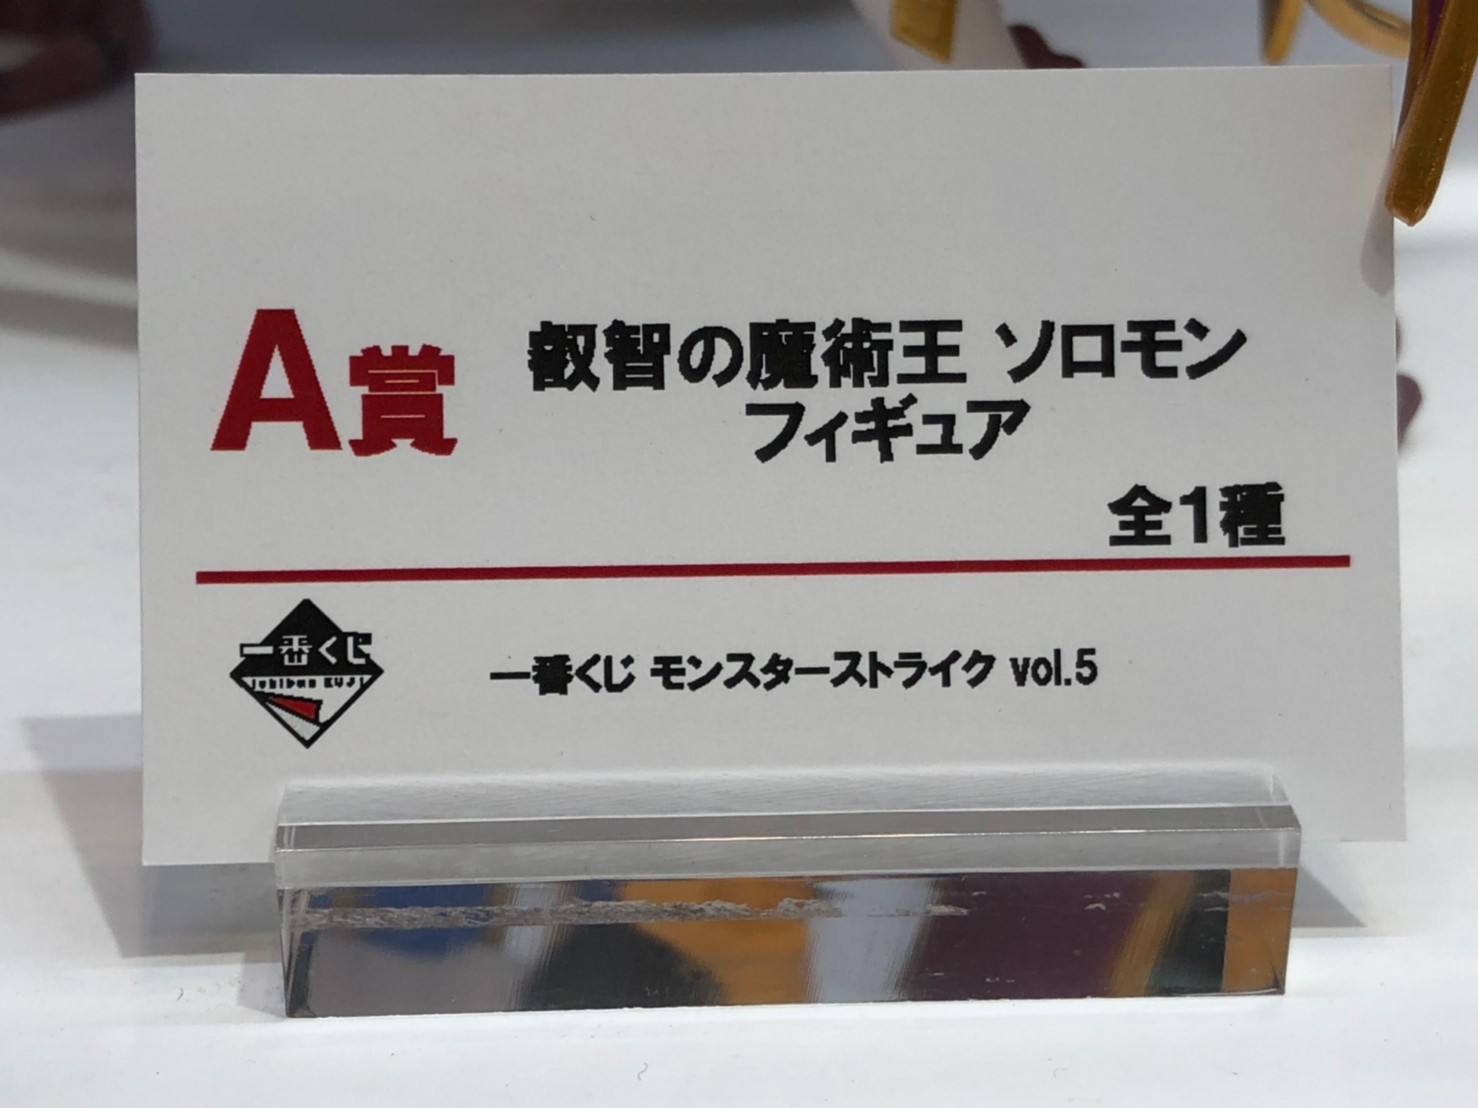 A賞
叡智の魔術王 ソロモン
フィギュア
全1種
一番くじ
Ichiban KUJI
一番くじ モンスターストライク vol.5